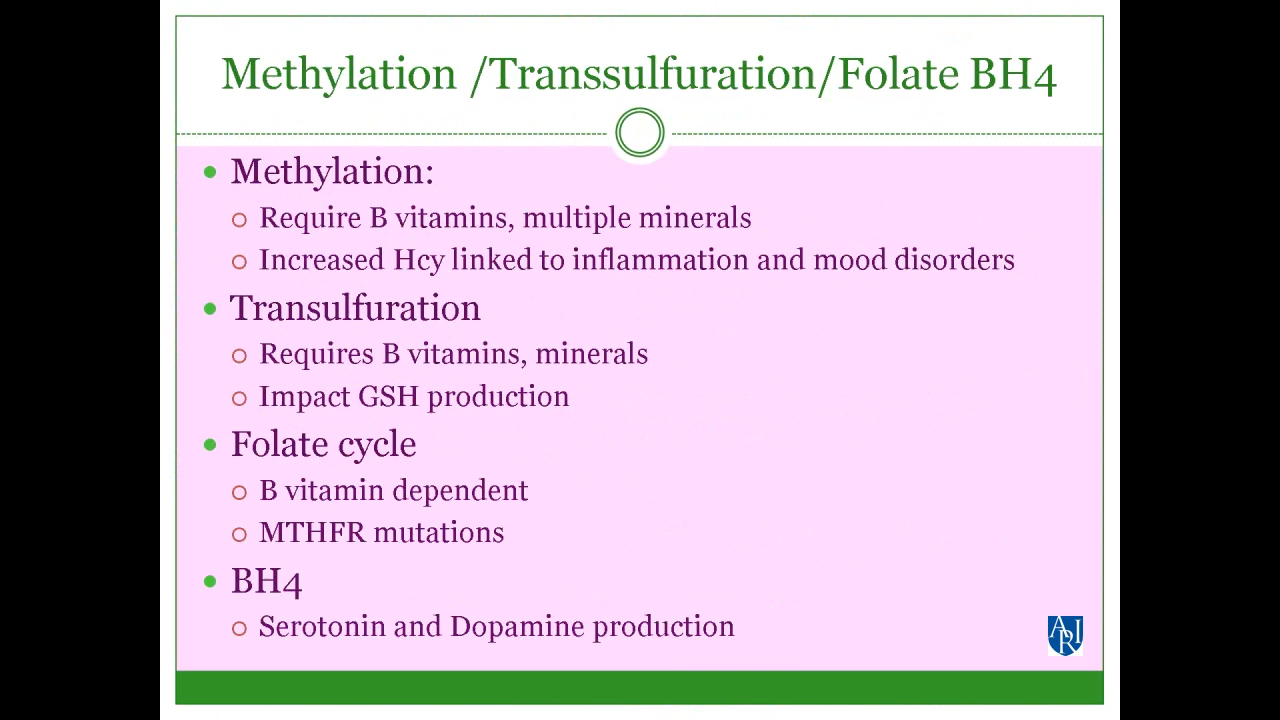 Methylation /Transsulfuration/Folate BH4
Methylation:
Require B vitamins, multiple minerals
Increased Hcy linked to inflammation and mood disorders
Transulfuration
Requires B vitamins, minerals
Impact GSH production
Folate cycle
B vitamin dependent
MTHFR mutations
BH4
Serotonin and Dopamine production
ARI